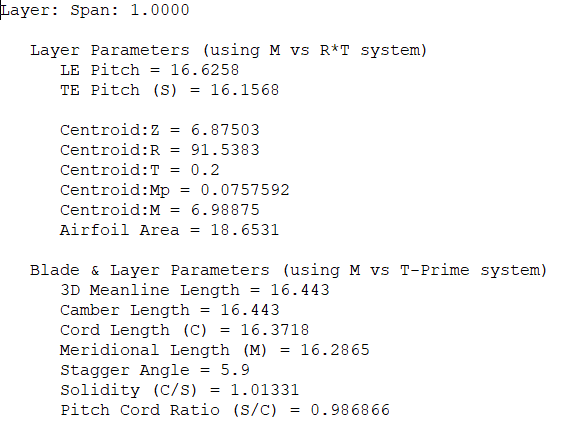 Layer: Span: 1.0000
Layer Parameters (using M vs R*T system)
LE Pitch = 16.6258
TE Pitch (S) = 16.1568
Centroid:Z = 6.87503
Centroid:R = 91.5383
Centroid:T = 0.2
Centroid:Mp = 0.0757592
Centroid:M = 6.98875
Airfoil Area = 18.6531
Blade & Layer Parameters (using M vs T-Prime system)
3D Meanline Length = 16.443
Camber Length = 16.443
Cord Length (C) = 16.3718
Meridional Length (M) = 16.2865
Stagger Angle = 5.9
Solidity (C/S) = 1.01331
Pitch Cord Ratio (S/C) = 0.986866